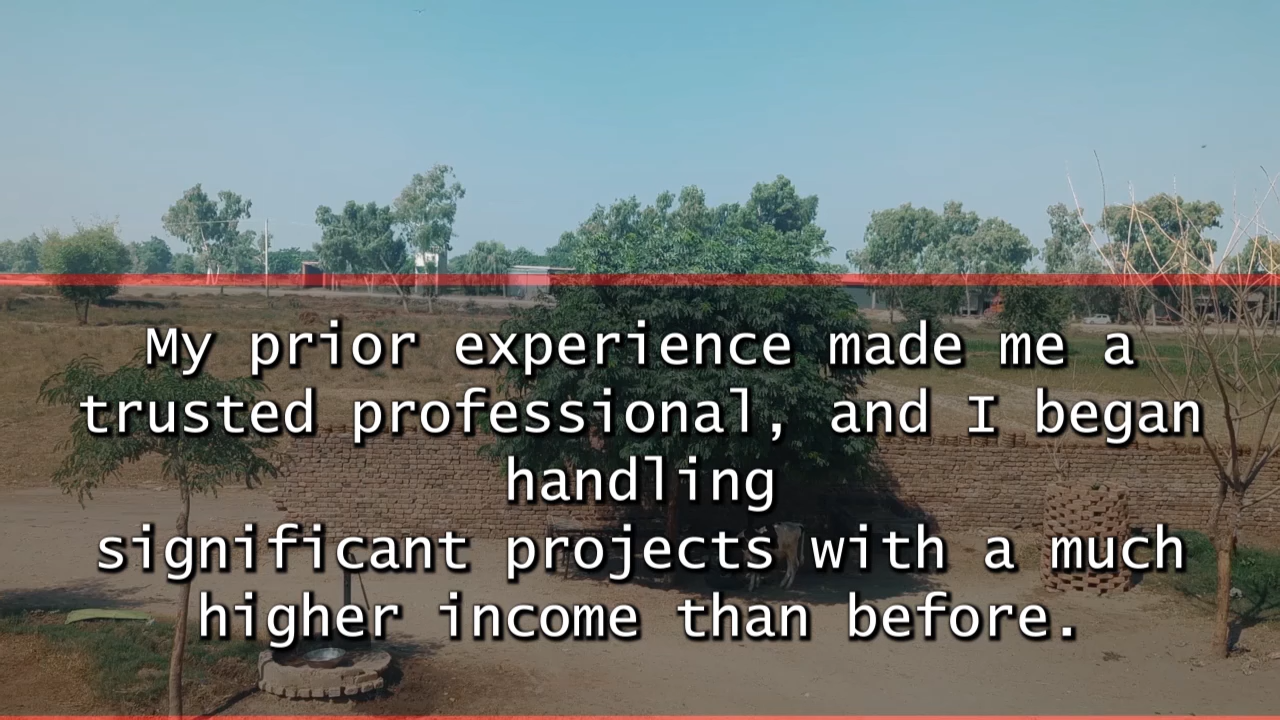 My prior experience made me a
trusted professional, and I began
handling
significant projects with a much
higher income than before.